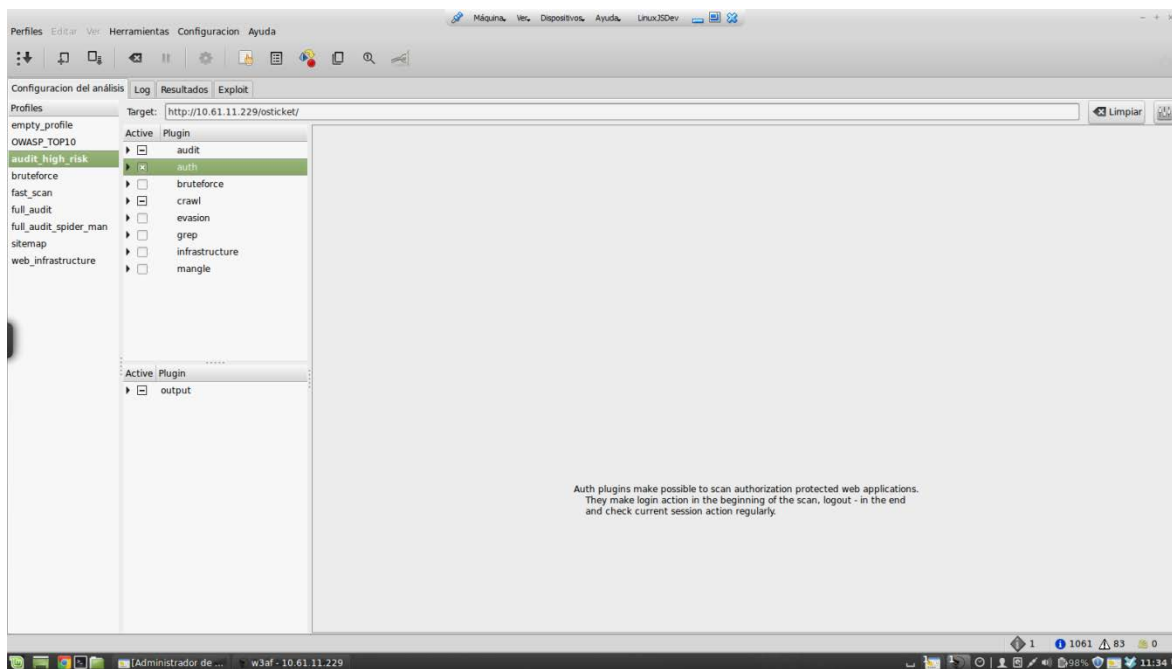 Máquina, Ver, Dispositivos, Ayuda, LinuxJSDev
Perfiles Editar Ver Herramientas Configuracion Ayuda
Configuracion del análisis Log Resultados Exploit
Profiles
empty_profile
OWASP_TOP10
audit_high_risk
bruteforce
fast_scan
full_audit
full_audit_spider_man
sitemap
web_infrastructure
Target: http://10.61.11.229/osticket/ Limpiar
Active Plugin
audit
auth
bruteforce
crawl
evasion
grep
infrastructure
mangle
Active Plugin
output
Auth plugins make possible to scan authorization protected web applications.
They make login action in the beginning of the scan, logout - in the end
and check current session action regularly.
1 1061 83 0
[Administrador de ... w3af - 10.61.11.229 98% 11:34